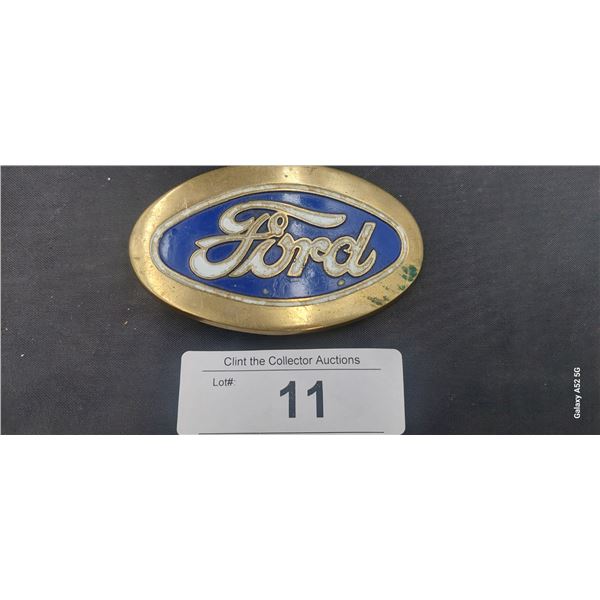 Ford
Clint the Collector Auctions
Lot#:
11
Galaxy A52 5G